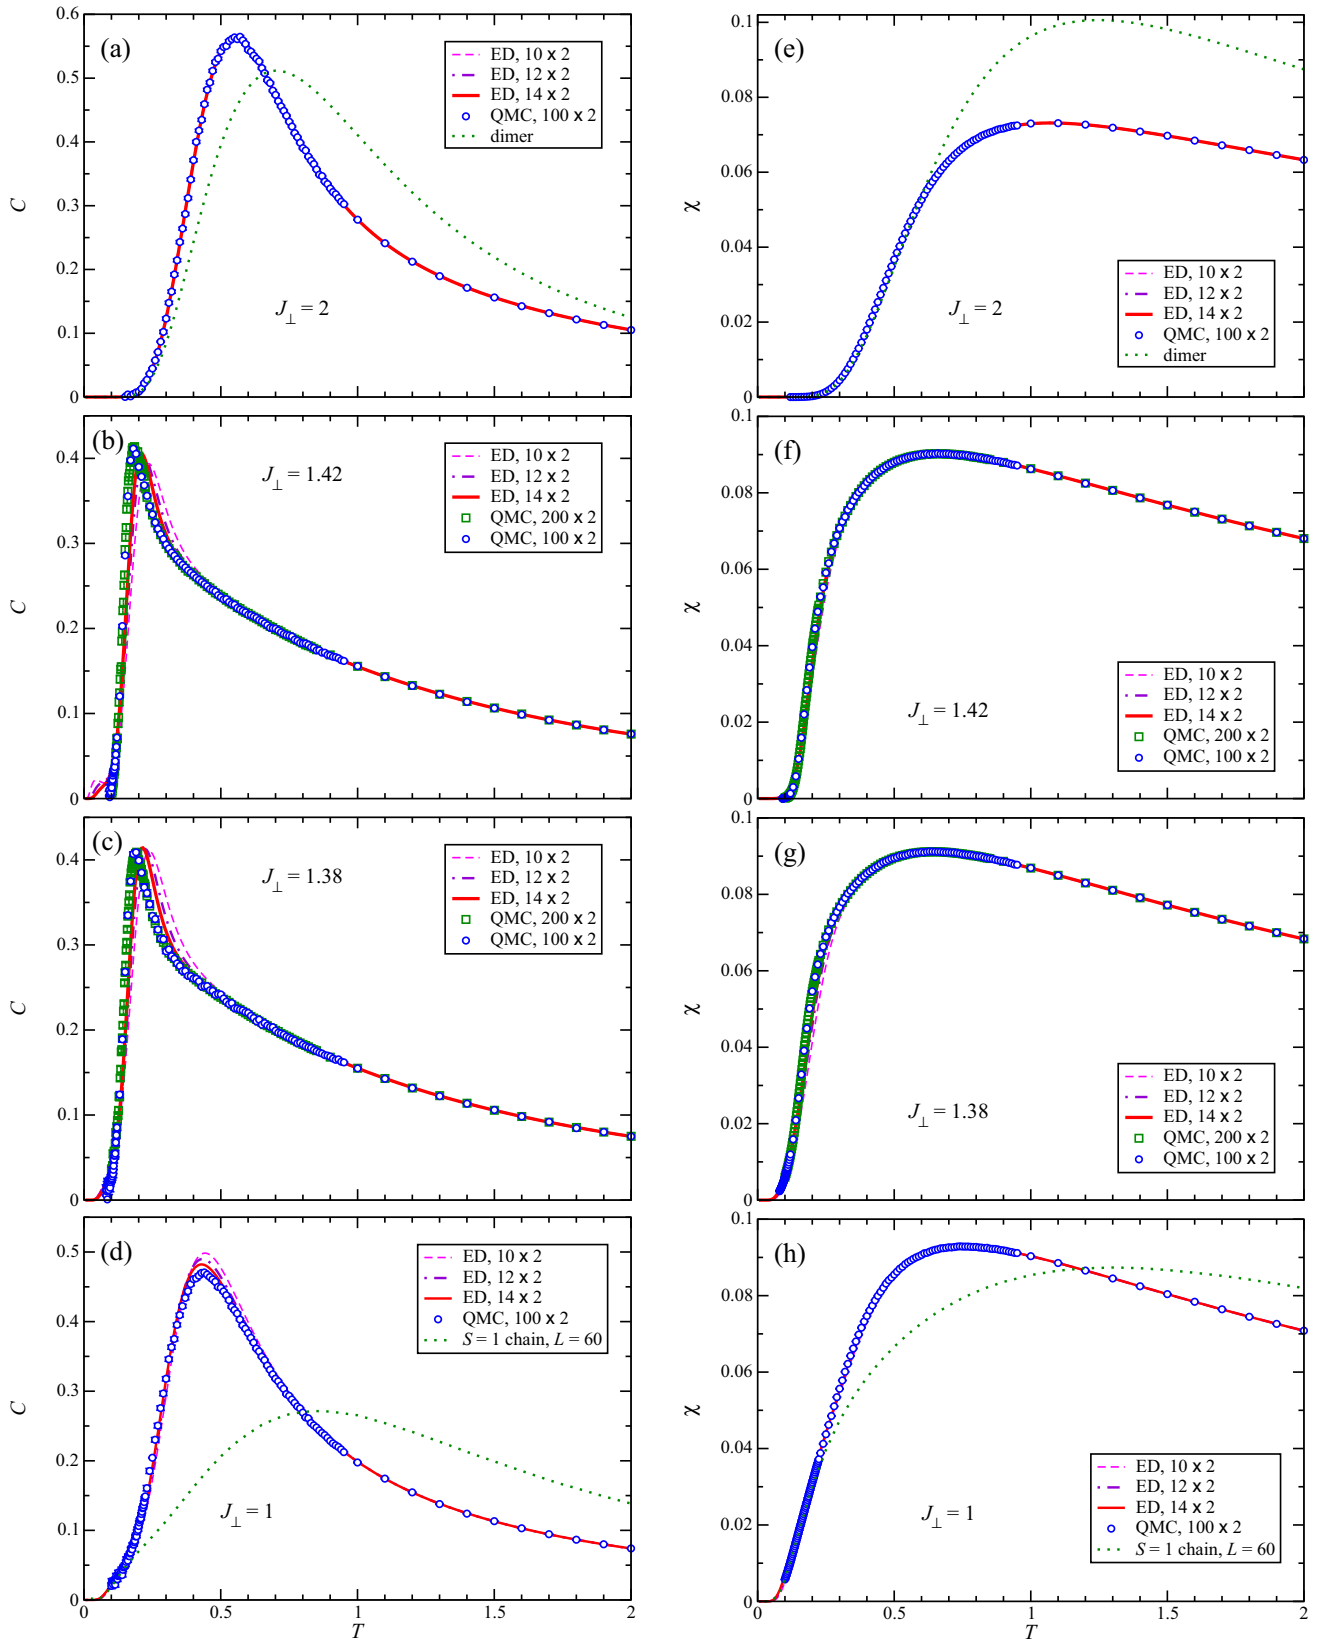 (a)
0.6
0.5
0.4
0.3
0.2
0.1
0
C
ED, 10 x 2
ED, 12 x 2
ED, 14 x 2
QMC, 100 x 2
dimer
J⊥ = 2
(e)
0.1
0.08
0.06
0.04
0.02
0
χ
ED, 10 x 2
ED, 12 x 2
ED, 14 x 2
QMC, 100 x 2
dimer
J⊥ = 2
(b)
0.4
0.3
0.2
0.1
0
C
J⊥ = 1.42
ED, 10 x 2
ED, 12 x 2
ED, 14 x 2
QMC, 200 x 2
QMC, 100 x 2
(f)
0.1
0.08
0.06
0.04
0.02
0
χ
J⊥ = 1.42
ED, 10 x 2
ED, 12 x 2
ED, 14 x 2
QMC, 200 x 2
QMC, 100 x 2
(c)
0.4
0.3
0.2
0.1
0
C
J⊥ = 1.38
ED, 10 x 2
ED, 12 x 2
ED, 14 x 2
QMC, 200 x 2
QMC, 100 x 2
(g)
0.1
0.08
0.06
0.04
0.02
0
χ
J⊥ = 1.38
ED, 10 x 2
ED, 12 x 2
ED, 14 x 2
QMC, 200 x 2
QMC, 100 x 2
(d)
0.5
0.4
0.3
0.2
0.1
0
C
ED, 10 x 2
ED, 12 x 2
ED, 14 x 2
QMC, 100 x 2
S = 1 chain, L = 60
J⊥ = 1
0 0.5 1 1.5 2
T
(h)
0.1
0.08
0.06
0.04
0.02
0
χ
ED, 10 x 2
ED, 12 x 2
ED, 14 x 2
QMC, 100 x 2
S = 1 chain, L = 60
J⊥ = 1
0 0.5 1 1.5 2
T